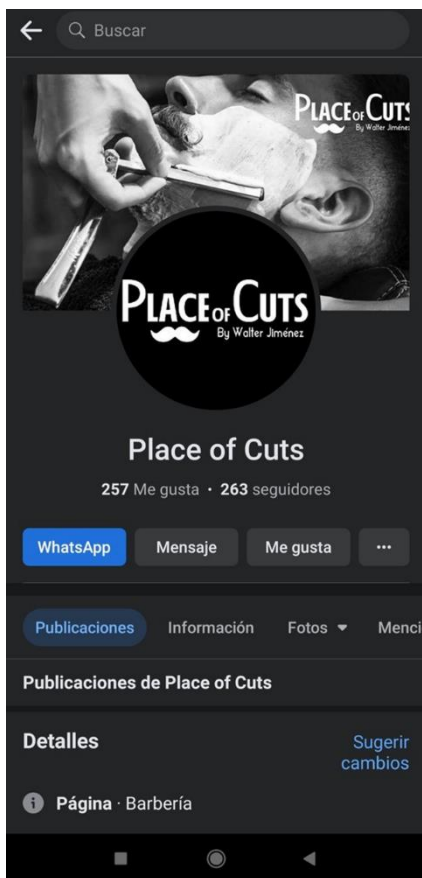 Buscar
PLACE OF CUTS
By Walter Jiménez
PLACE OF CUTS
By Walter Jiménez
Place of Cuts
257 Me gusta • 263 seguidores
WhatsApp Mensaje Me gusta ...
Publicaciones Información Fotos Menci
Publicaciones de Place of Cuts
Detalles Sugerir
cambios
Página · Barbería